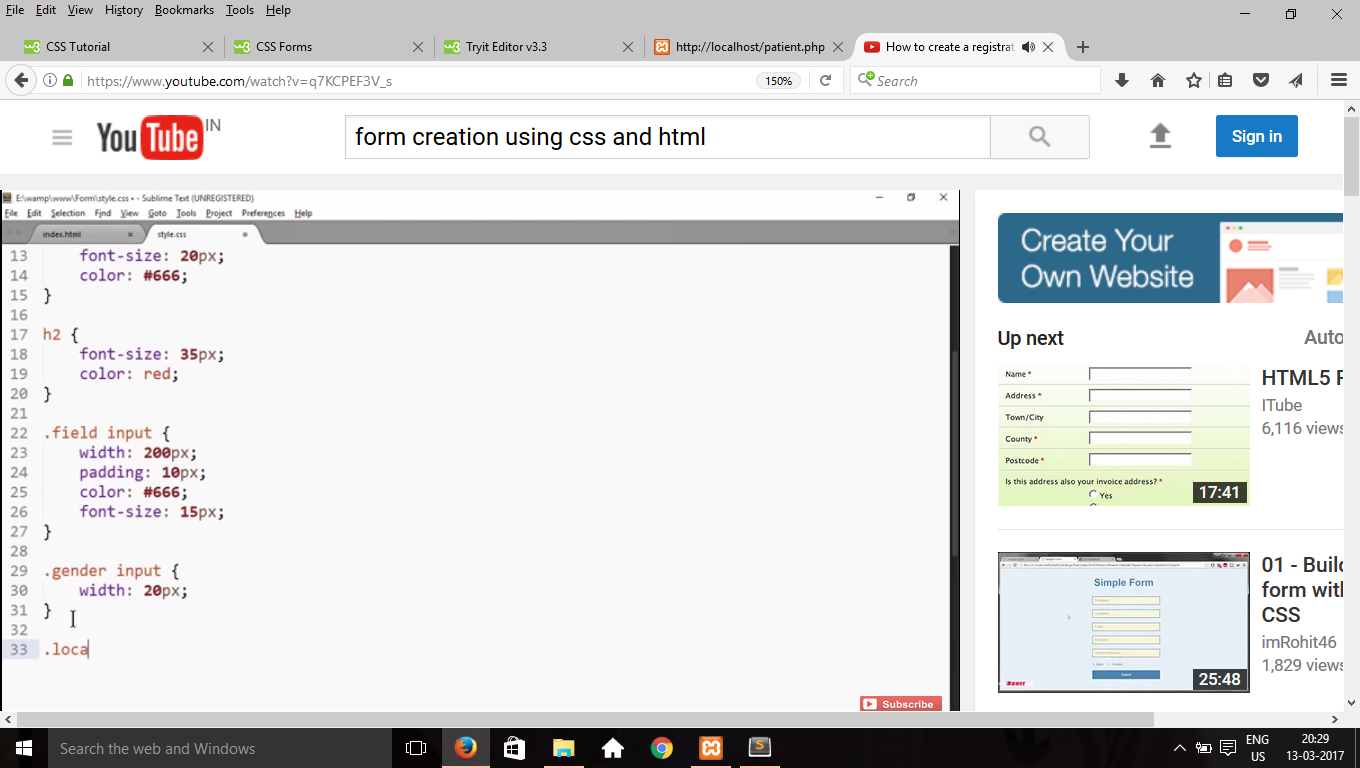 File Edit View History Bookmarks Tools Help
CSS Tutorial
CSS Forms
Tryit Editor v3.3
http://localhost/patient.php
How to create a registrat
https://www.youtube.com/watch?v=q7KCPEF3V_s
150%
Search
YouTube IN
form creation using css and html
Sign in
E:\wamp\www\Form\style.css • - Sublime Text (UNREGISTERED)
File Edit Selection Find View Goto Tools Project Preferences Help
index.html
style.css
13 font-size: 20px;
14 color: #666;
15 }
16
17 h2 {
18 font-size: 35px;
19 color: red;
20 }
21
22 .field input {
23 width: 200px;
24 padding: 10px;
25 color: #666;
26 font-size: 15px;
27 }
28
29 .gender input {
30 width: 20px;
31 }
32
33 .loca
Subscribe
Create Your
Own Website
Up next
Auto
Name *
Address *
Town/City
County *
Postcode *
Is this address also your invoice address? *
Yes
17:41
HTML5 F
ITube
6,116 views
Simple Form
25:48
01 - Build
form with
CSS
imRohit46
1,829 views
Search the web and Windows
ENG
US
20:29
13-03-2017